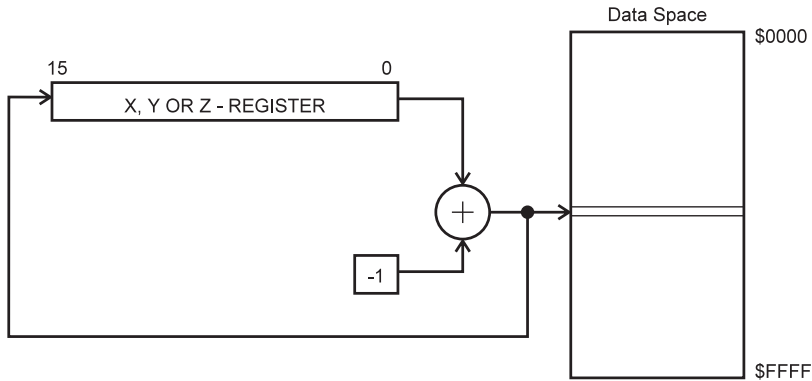 Data Space
$0000
15
0
X, Y OR Z - REGISTER
+
-1
$FFFF